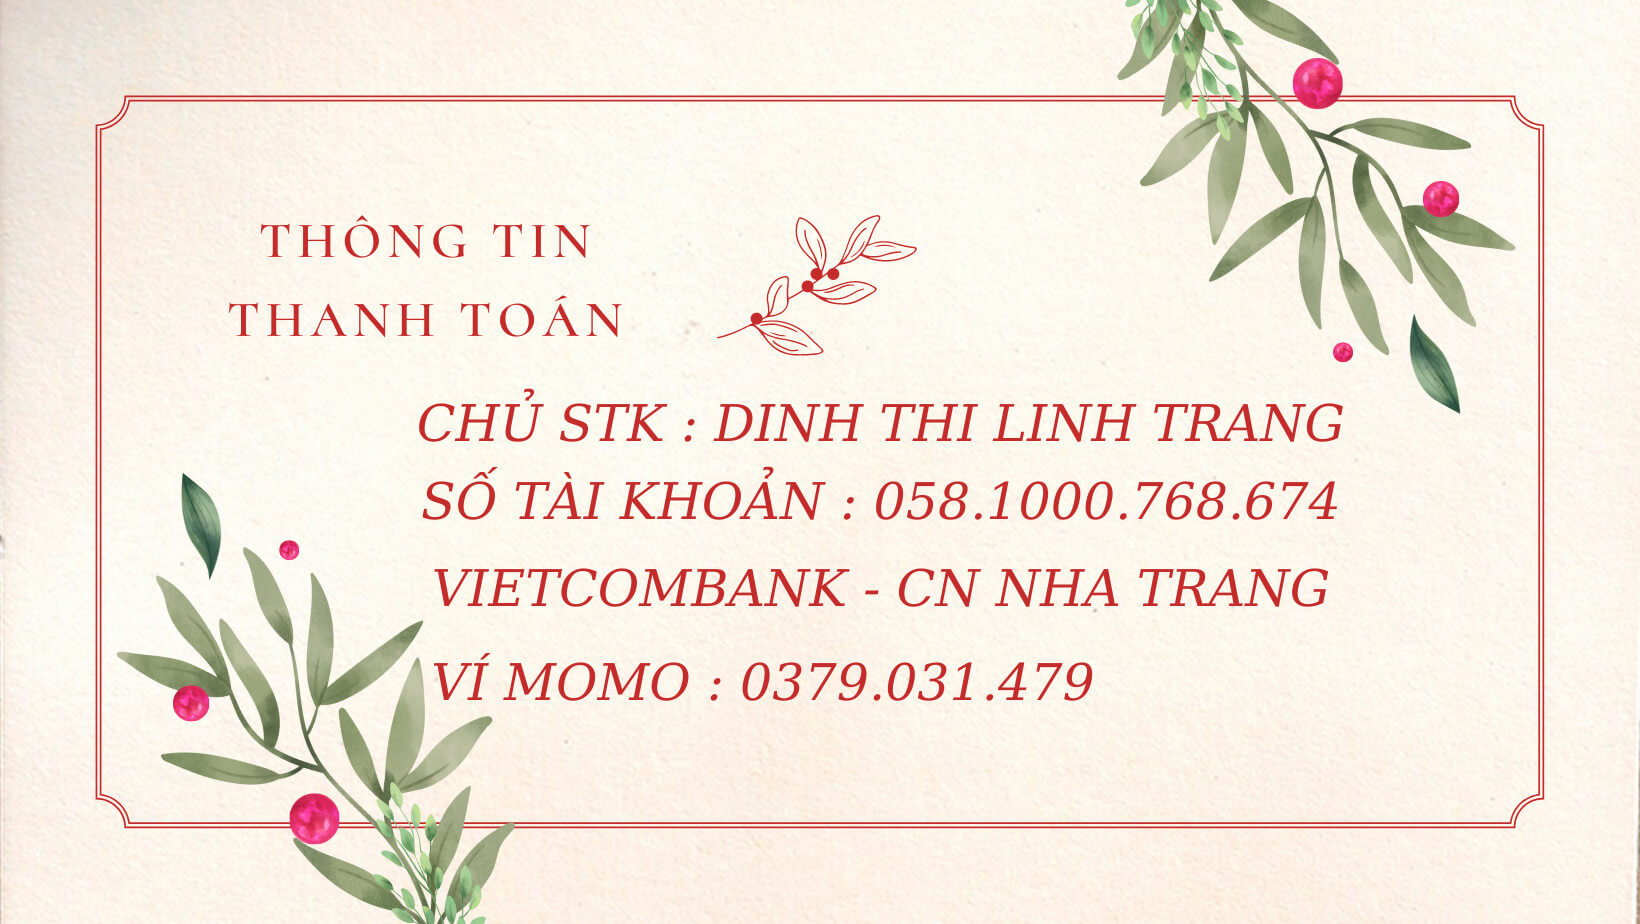 THÔNG TIN
THANH TOÁN
CHỦ STK : DINH THI LINH TRANG
SỐ TÀI KHOẢN : 058.1000.768.674
VIETCOMBANK - CN NHA TRANG
VÍ MOMO : 0379.031.479